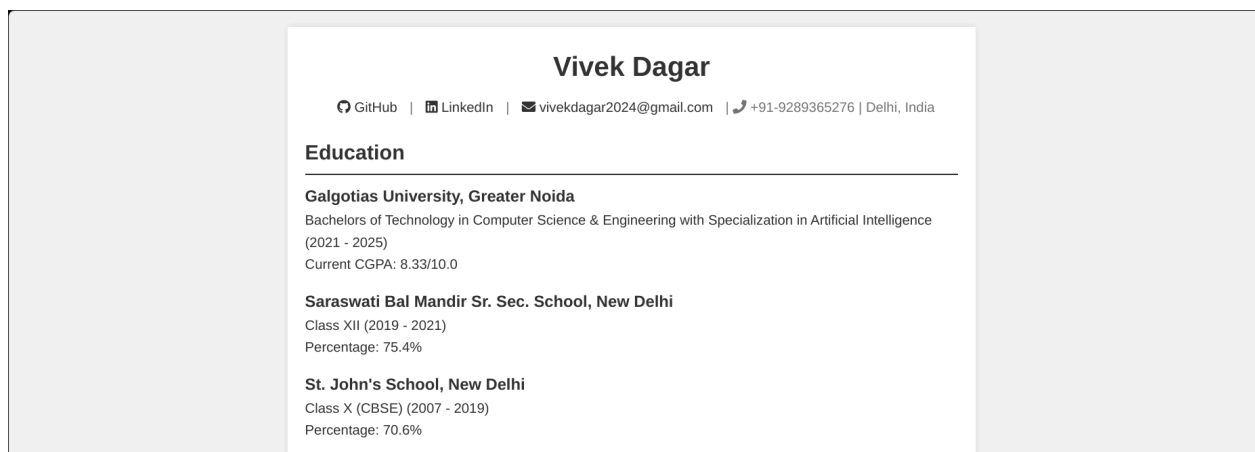 Vivek Dagar
GitHub | LinkedIn | vivekdagar2024@gmail.com | +91-9289365276 | Delhi, India
Education
Galgotias University, Greater Noida
Bachelors of Technology in Computer Science & Engineering with Specialization in Artificial Intelligence
(2021 - 2025)
Current CGPA: 8.33/10.0
Saraswati Bal Mandir Sr. Sec. School, New Delhi
Class XII (2019 - 2021)
Percentage: 75.4%
St. John's School, New Delhi
Class X (CBSE) (2007 - 2019)
Percentage: 70.6%